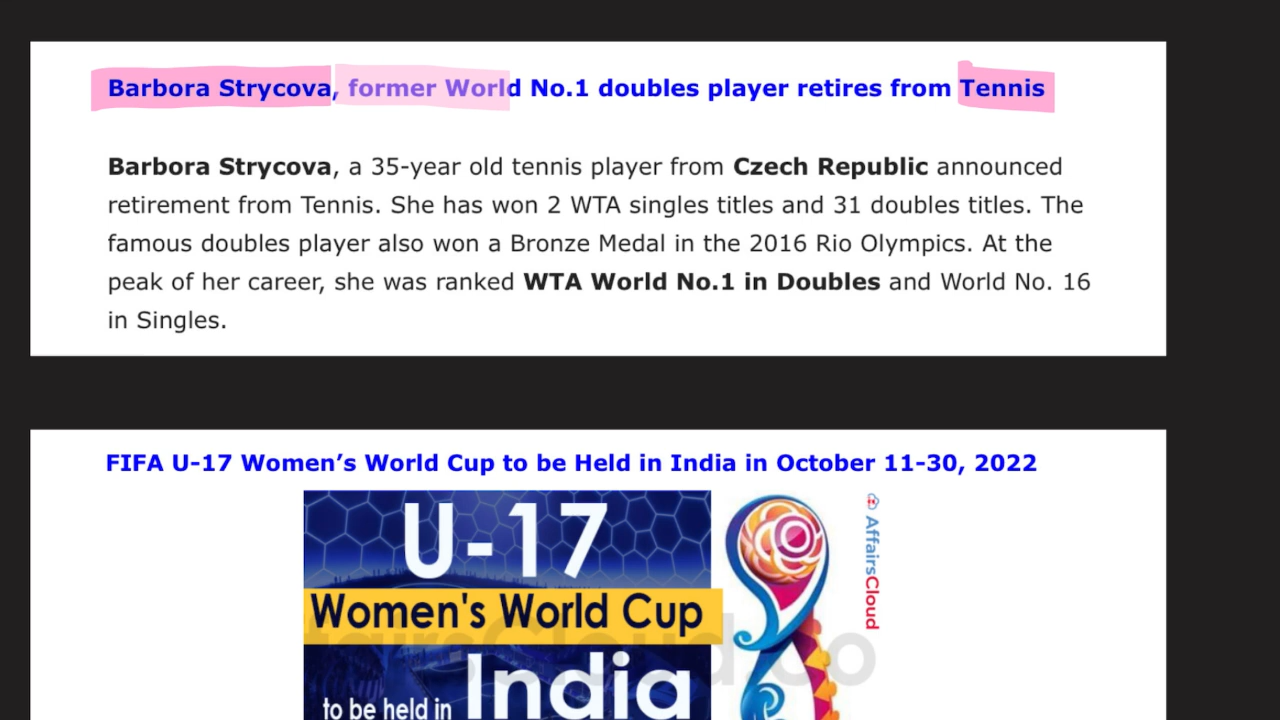 Barbora Strycova, former World No.1 doubles player retires from Tennis
Barbora Strycova, a 35-year old tennis player from Czech Republic announced
retirement from Tennis. She has won 2 WTA singles titles and 31 doubles titles. The
famous doubles player also won a Bronze Medal in the 2016 Rio Olympics. At the
peak of her career, she was ranked WTA World No.1 in Doubles and World No. 16
in Singles.
FIFA U-17 Women’s World Cup to be Held in India in October 11-30, 2022
U-17
Women's World Cup
to be held in India
AffairsCloud